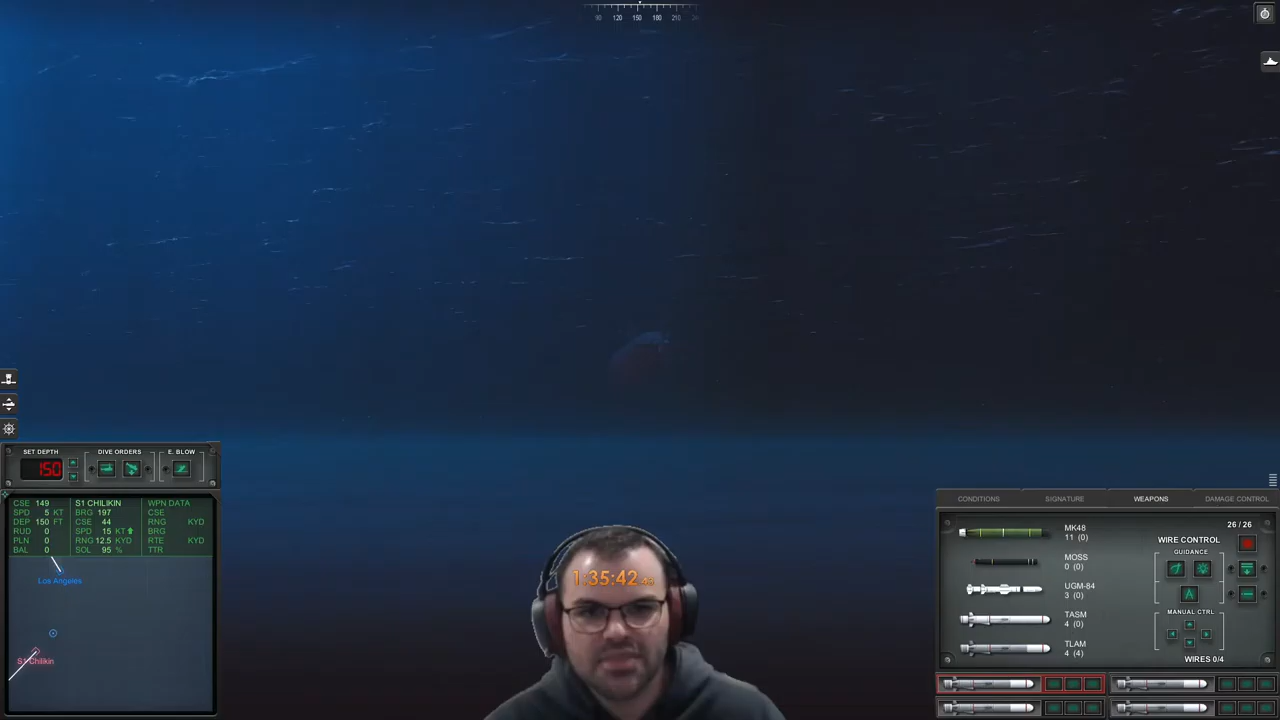 90 120 150 180 210
SET DEPTH
DIVE ORDERS
E. BLOW
150
CSE 149
SPD 5 KT
DEP 150 FT
RUD 0
PLN 0
BAL 0
S1 CHILIKIN
BRG 197
CSE 44
SPD 15 KT
RNG 12.5 KYD
SOL 95 %
WPN DATA
CSE
RNG KYD
BRG
RTE KYD
TTR
Los Angeles
S1 Chilikin
1:35:42
CONDITIONS
SIGNATURE
WEAPONS
DAMAGE CONTROL
MK48
11 (0)
MOSS
0 (0)
UGM-84
3 (0)
TASM
4 (0)
TLAM
4 (4)
26 / 26
WIRE CONTROL
GUIDANCE
A
MANUAL CTRL
WIRES 0/4